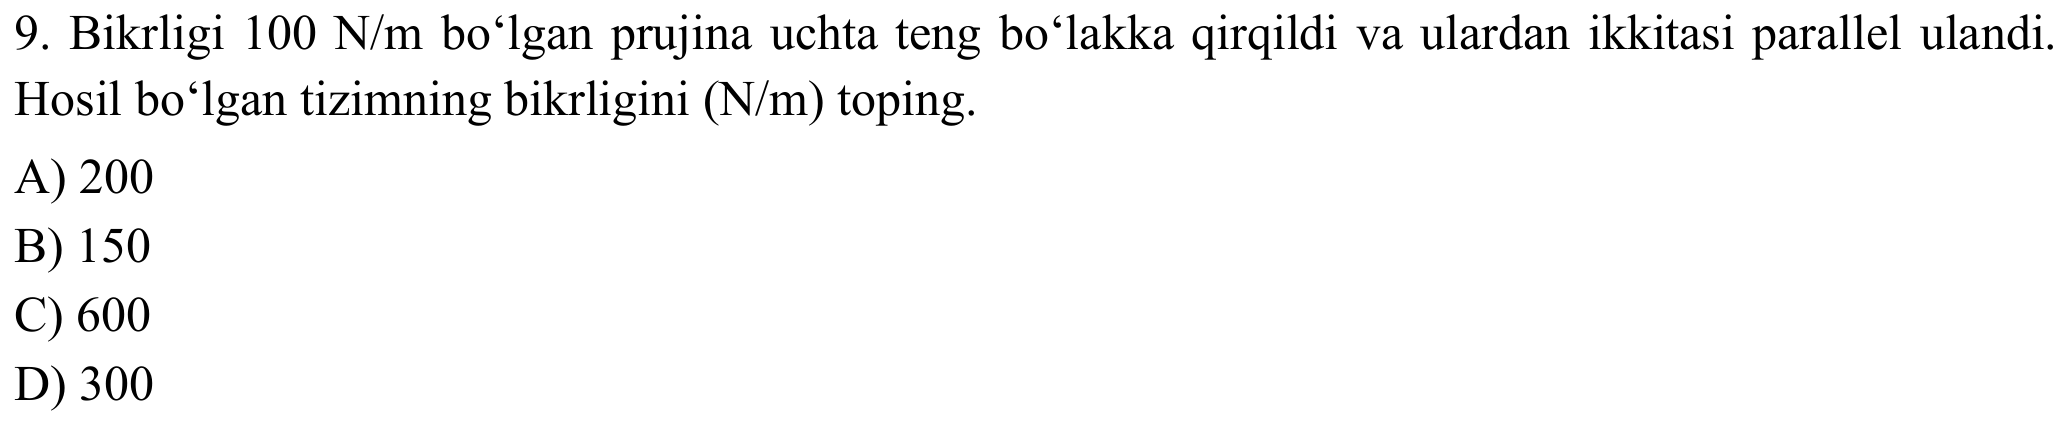 9. Bikrligi 100 N/m bo‘lgan prujina uchta teng bo‘lakka qirqildi va ulardan ikkitasi parallel ulandi.
Hosil bo‘lgan tizimning bikrligini (N/m) toping.
A) 200
B) 150
C) 600
D) 300